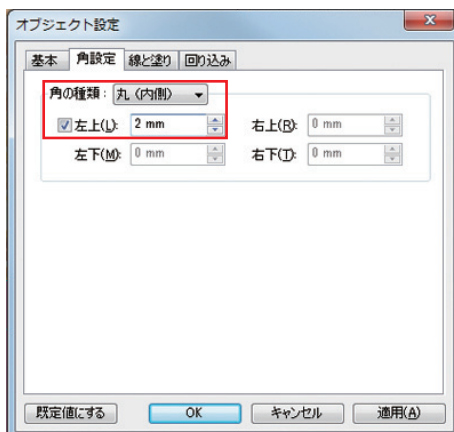 オブジェクト設定
基本 角設定 線と塗り 回り込み
角の種類: 丸 (内側)
左上(L): 2 mm 右上(R): 0 mm
左下(M): 0 mm 右下(T): 0 mm
既定値にする OK キャンセル 適用(A)